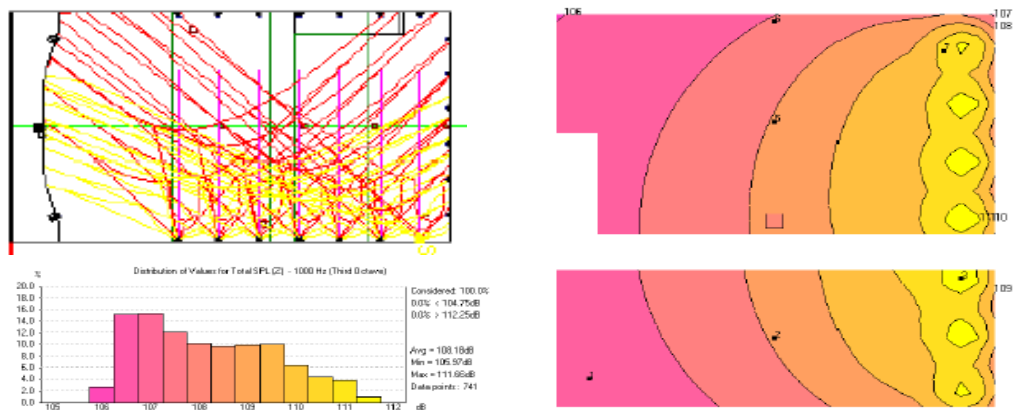 106
107
108
11110
109
S
Distribution of Values for Total SPL (Z) - 1000 Hz (Third Octave)
%
20.0
18.0
16.0
14.0
12.0
10.0
8.0
6.0
4.0
2.0
0.0
105 106 107 108 109 110 111 112 dB
Considered: 100.0%
0.0% < 104.75dB
0.0% > 112.25dB
Avg = 108.18dB
Min = 105.97dB
Max = 111.66dB
Data points: 741